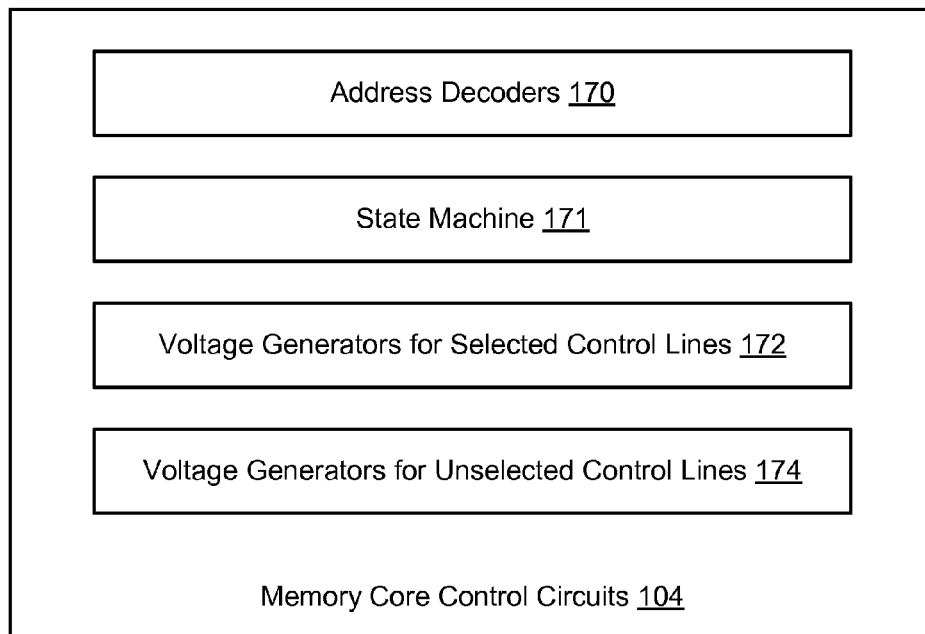 Address Decoders 170
State Machine 171
Voltage Generators for Selected Control Lines 172
Voltage Generators for Unselected Control Lines 174
Memory Core Control Circuits 104